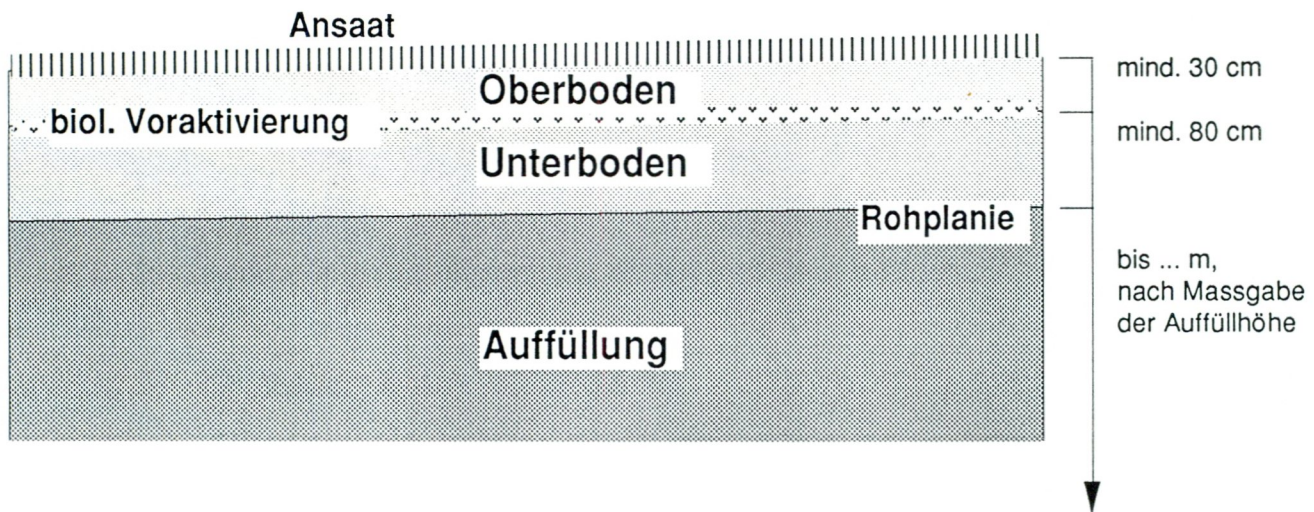 Ansaat
mind. 30 cm
Oberboden
biol. Voraktivierung
mind. 80 cm
Unterboden
Rohplanie
bis ... m,
nach Massgabe
der Auffüllhöhe
Auffüllung